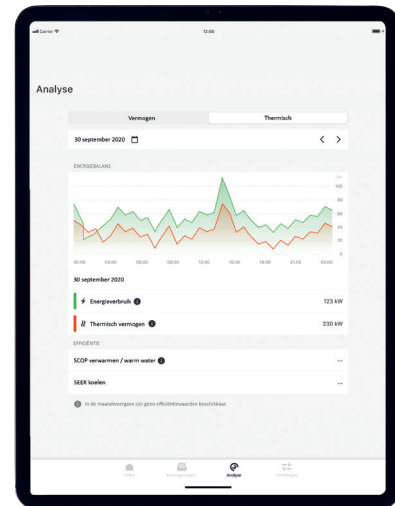 Carrier
12:00
Analyse
Vermogen
Thermisch
30 september 2020
ENERGIEBALANS
100
80
60
40
20
0
00:00 03:00 06:00 09:00 12:00 15:00 18:00 21:00 00:00
30 september 2020
Energieverbruik
123 kW
Thermisch vermogen
230 kW
EFFICIËNTIE
SCOP verwarmen / warm water
--
SEER koelen
--
In de maandweergave zijn geen efficiëntiewaarden beschikbaar.
Analyse